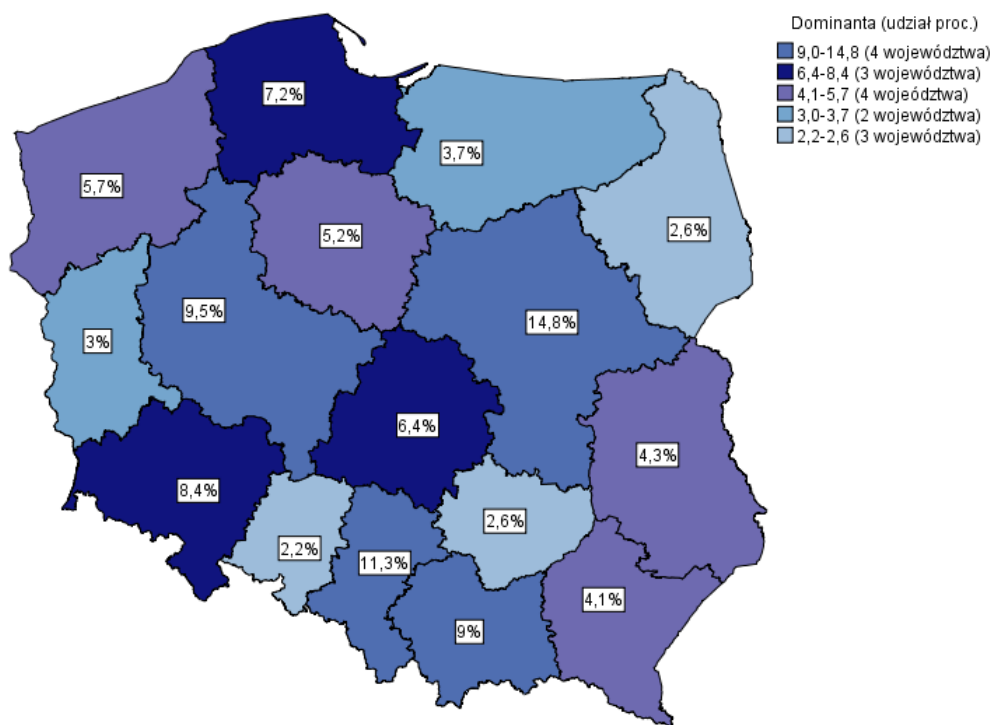 Dominanta (udział proc.)
9,0-14,8 (4 województwa)
6,4-8,4 (3 województwa)
4,1-5,7 (4 woeództwa)
3,0-3,7 (2 województwa)
2,2-2,6 (3 województwa)
7,2%
3,7%
5,7%
2,6%
5,2%
9,5%
14,8%
3%
6,4%
4,3%
8,4%
2,6%
2,2%
11,3%
4,1%
9%